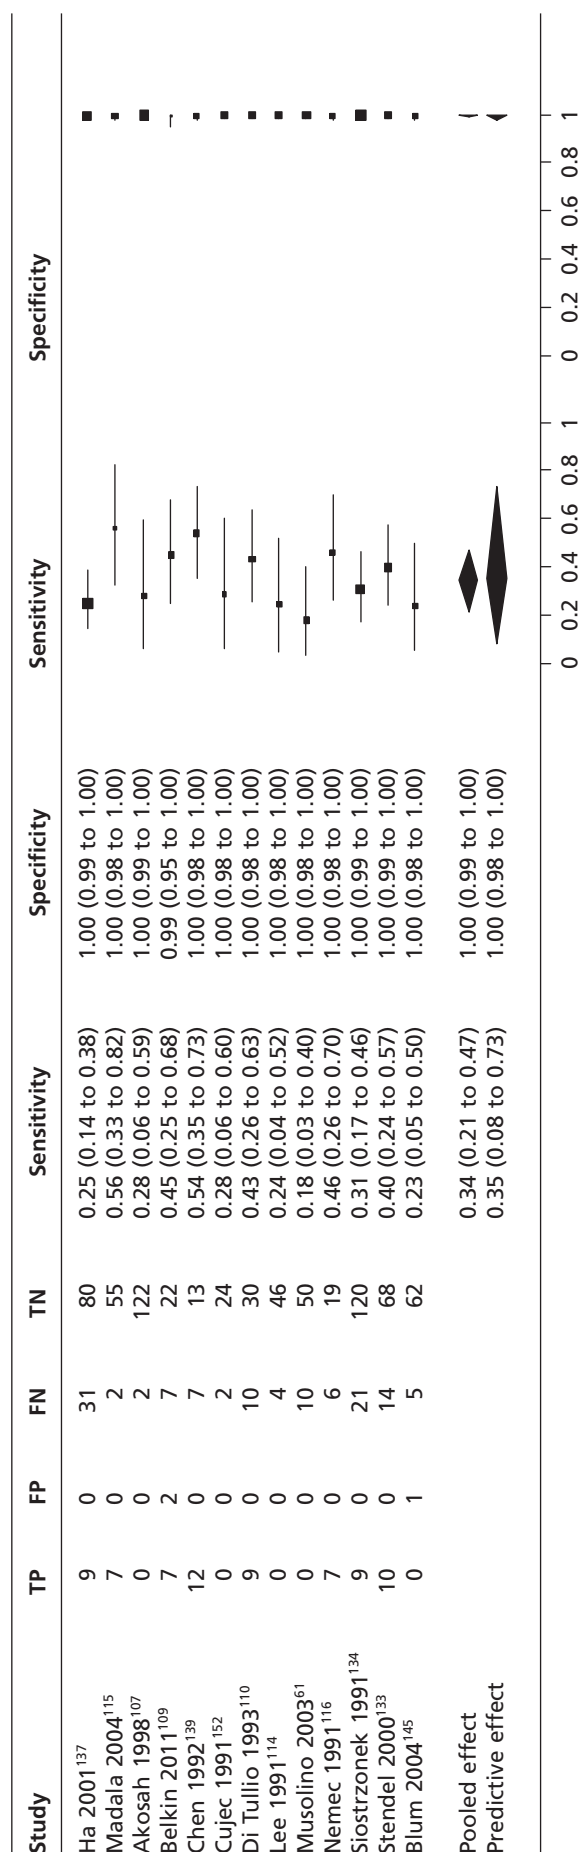 Study TP FP FN TN Sensitivity Specificity Sensitivity Specificity
Ha 2001137 9 0 31 80 0.25 (0.14 to 0.38) 1.00 (0.99 to 1.00)
Madala 2004115 7 0 2 55 0.56 (0.33 to 0.82) 1.00 (0.98 to 1.00)
Akosah 1998107 0 0 2 122 0.28 (0.06 to 0.59) 1.00 (0.99 to 1.00)
Belkin 2011109 7 2 7 22 0.45 (0.25 to 0.68) 0.99 (0.95 to 1.00)
Chen 1992139 12 0 7 13 0.54 (0.35 to 0.73) 1.00 (0.98 to 1.00)
Cujec 1991152 0 0 2 24 0.28 (0.06 to 0.60) 1.00 (0.98 to 1.00)
Di Tullio 1993110 9 0 10 30 0.43 (0.26 to 0.63) 1.00 (0.98 to 1.00)
Lee 1991114 0 0 4 46 0.24 (0.04 to 0.52) 1.00 (0.98 to 1.00)
Musolino 200361 0 0 10 50 0.18 (0.03 to 0.40) 1.00 (0.98 to 1.00)
Nemec 1991116 7 0 6 19 0.46 (0.26 to 0.70) 1.00 (0.98 to 1.00)
Siostrzonek 1991134 9 0 21 120 0.31 (0.17 to 0.46) 1.00 (0.99 to 1.00)
Stendel 2000133 10 0 14 68 0.40 (0.24 to 0.57) 1.00 (0.99 to 1.00)
Blum 2004145 0 1 5 62 0.23 (0.05 to 0.50) 1.00 (0.98 to 1.00)
Pooled effect 0.34 (0.21 to 0.47) 1.00 (0.99 to 1.00)
Predictive effect 0.35 (0.08 to 0.73) 1.00 (0.98 to 1.00)
0 0.2 0.4 0.6 0.8 1 0 0.2 0.4 0.6 0.8 1